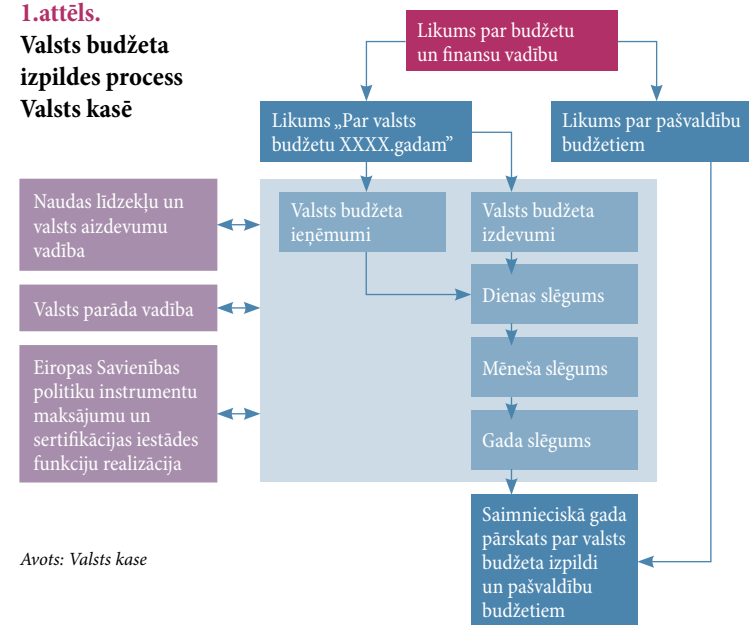 1.attēls.
Valsts budžeta
izpildes process
Valsts kasē
Likums par budžetu
un finansu vadību
Likums „Par valsts
budžetu XXXX.gadam”
Likums par pašvaldību
budžetiem
Naudas līdzekļu un
valsts aizdevumu
vadība
Valsts budžeta
ieņēmumi
Valsts budžeta
izdevumi
Valsts parāda vadība
Dienas slēgums
Eiropas Savienības
politiku instrumentu
maksājumu un
sertifikācijas iestādes
funkciju realizācija
Mēneša slēgums
Gada slēgums
Saimnieciskā gada
pārskats par valsts
budžeta izpildi
un pašvaldību
budžetiem
Avots: Valsts kase